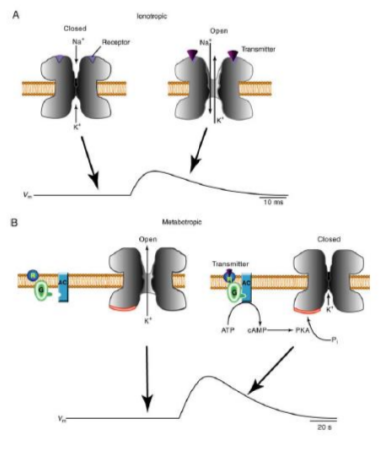 A
Ionotropic
Closed
Na+
Receptor
K+
Open
Na+
Transmitter
K+
Vm
10 ms
B
Metabotropic
Open
R
G
AC
K+
Closed
Transmitter
R
G
AC
K+
ATP
cAMP
PKA
Pi
Vm
20 s